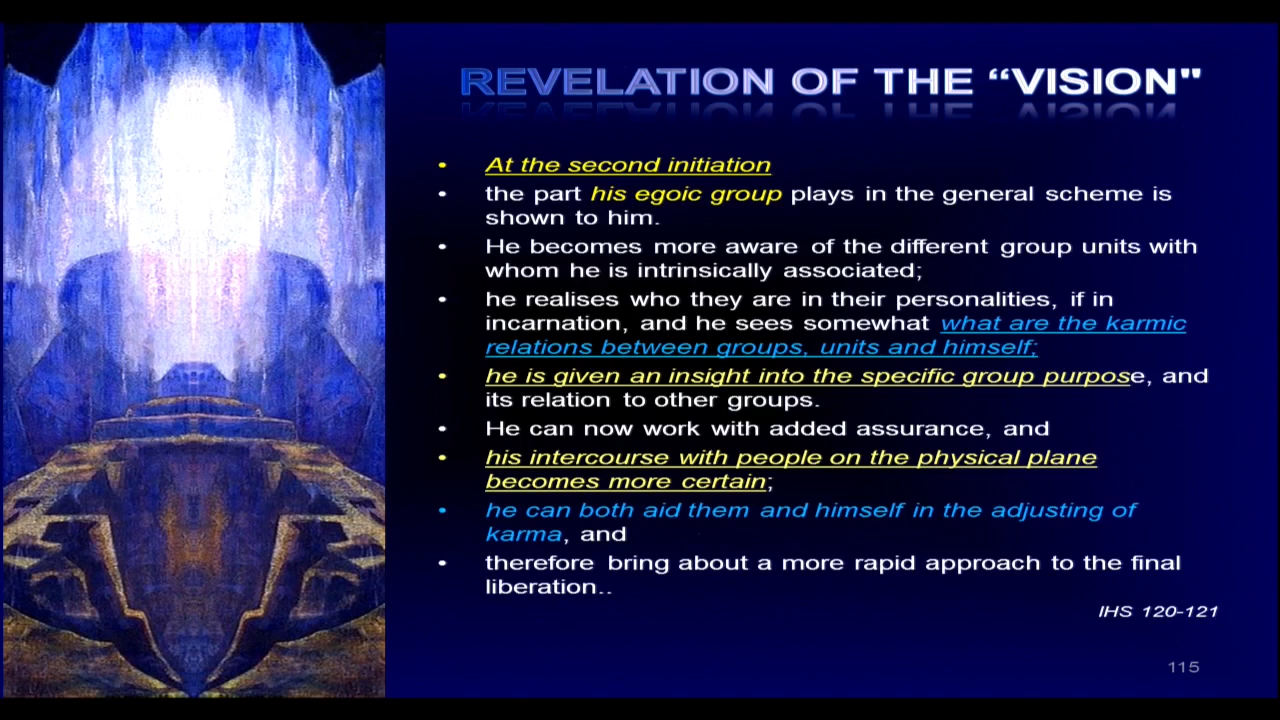 REVELATION OF THE “VISION"
• At the second initiation
• the part his egoic group plays in the general scheme is
shown to him.
• He becomes more aware of the different group units with
whom he is intrinsically associated;
• he realises who they are in their personalities, if in
incarnation, and he sees somewhat what are the karmic
relations between groups, units and himself;
• he is given an insight into the specific group purpose, and
its relation to other groups.
• He can now work with added assurance, and
• his intercourse with people on the physical plane
becomes more certain;
• he can both aid them and himself in the adjusting of
karma, and
• therefore bring about a more rapid approach to the final
liberation..
IHS 120-121
115